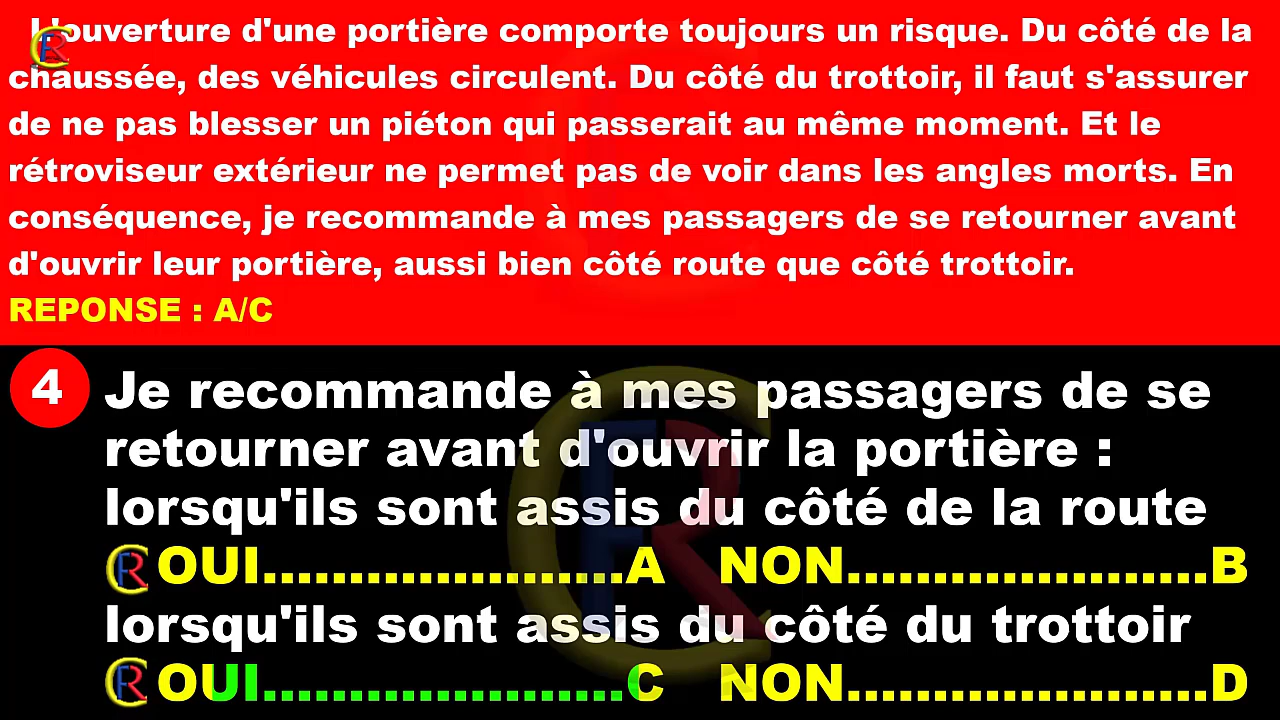 L'ouverture d'une portière comporte toujours un risque. Du côté de la
chaussée, des véhicules circulent. Du côté du trottoir, il faut s'assurer
de ne pas blesser un piéton qui passerait au même moment. Et le
rétroviseur extérieur ne permet pas de voir dans les angles morts. En
conséquence, je recommande à mes passagers de se retourner avant
d'ouvrir leur portière, aussi bien côté route que côté trottoir.
REPONSE : A/C
4 Je recommande à mes passagers de se
retourner avant d'ouvrir la portière :
lorsqu'ils sont assis du côté de la route
OUI.....................A NON.....................B
lorsqu'ils sont assis du côté du trottoir
OUI.....................C NON.....................D